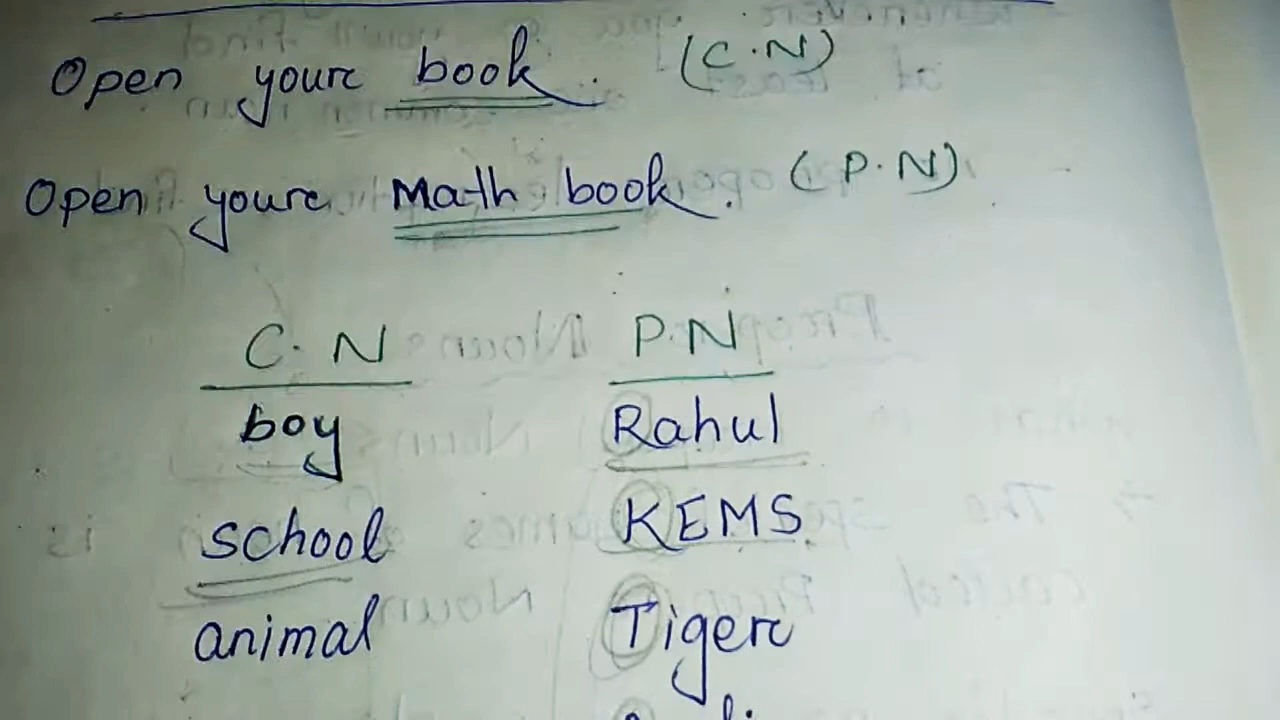 Open your book. (C.N)
Open your Math book. (P.N)
C.N P.N
boy Rahul
school KEMS
animal Tiger